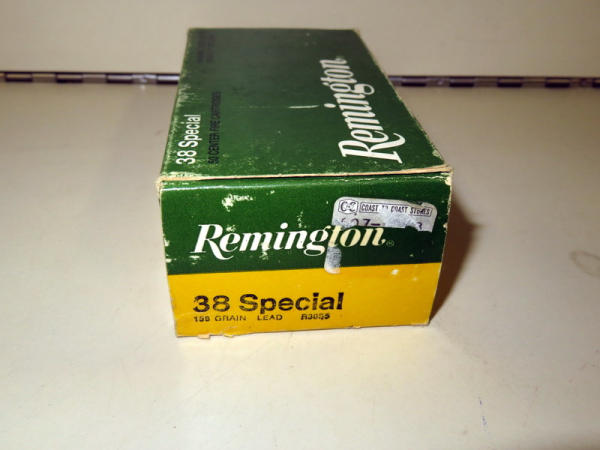 38 Special
50 CENTER FIRE CARTRIDGES
Remington
C-C COAST TO COAST STORES
Remington®
38 Special
158 GRAIN LEAD R38S5